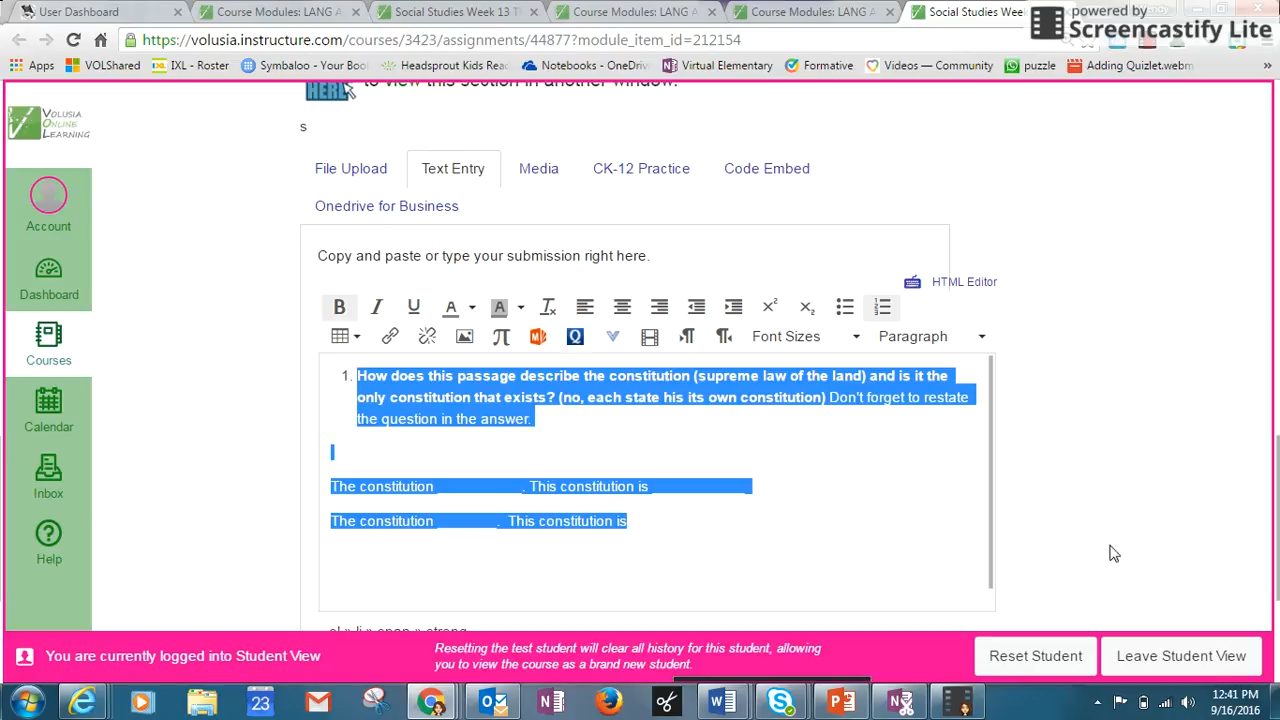 User Dashboard
Course Modules: LANG A
Social Studies Week 13 T
Course Modules: LANG A
Course Modules: LANG A
Social Studies Wee
powered by
Screencastify Lite
https://volusia.instructure.com
Apps
VOLShared
IXL - Roster
Symbaloo - Your Boo
Headsprout Kids Read
Notebooks - OneDriv
Virtual Elementary
Formative
Videos — Community
puzzle
Adding Quizlet.webm
»
HERE to view this section in another window.
VOLUSIA
ONLINE
LEARNING
s
File Upload
Text Entry
Media
CK-12 Practice
Code Embed
Onedrive for Business
Account
Dashboard
Courses
Calendar
Inbox
Help
Copy and paste or type your submission right here.
HTML Editor
Font Sizes
Paragraph
1. How does this passage describe the constitution (supreme law of the land) and is it the
only constitution that exists? (no, each state his its own constitution) Don't forget to restate
the question in the answer.
The constitution __________. This constitution is ___________
The constitution _______. This constitution is
ol » li » span » strong
You are currently logged into Student View
Resetting the test student will clear all history for this student, allowing
you to view the course as a brand new student.
Reset Student
Leave Student View
23
12:41 PM
9/16/2016